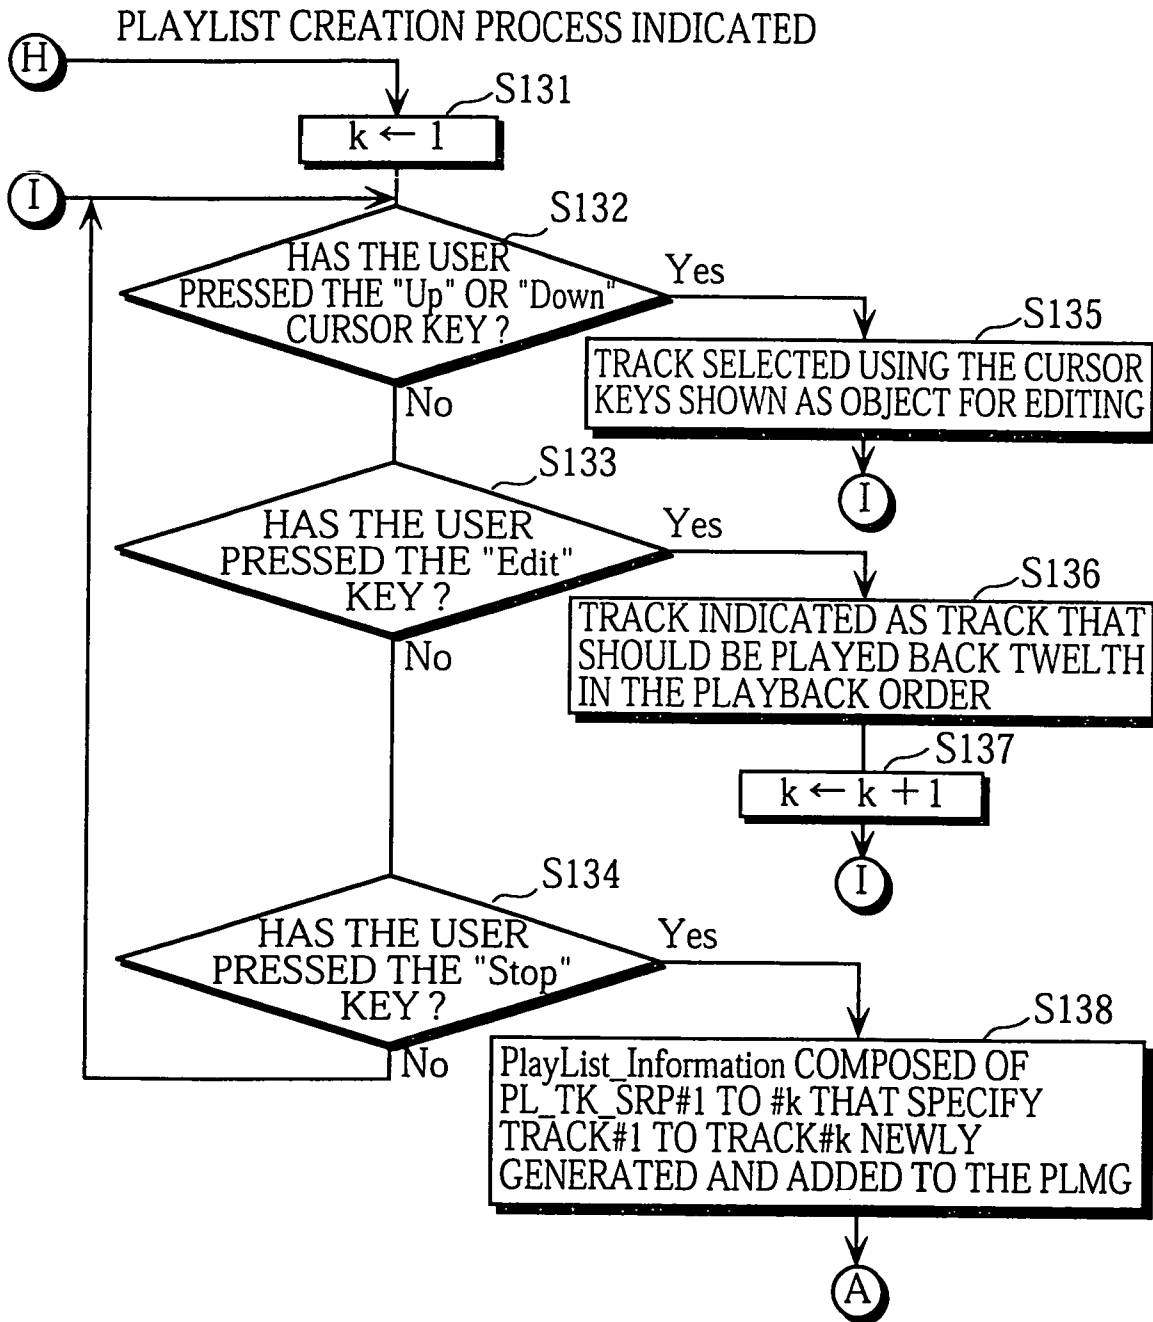 PLAYLIST CREATION PROCESS INDICATED
H
S131
k ← 1
I
S132
HAS THE USER
PRESSED THE "Up" OR "Down"
CURSOR KEY ?
Yes
No
S135
TRACK SELECTED USING THE CURSOR
KEYS SHOWN AS OBJECT FOR EDITING
I
S133
HAS THE USER
PRESSED THE "Edit"
KEY ?
Yes
No
S136
TRACK INDICATED AS TRACK THAT
SHOULD BE PLAYED BACK TWELTH
IN THE PLAYBACK ORDER
S137
k ← k + 1
I
S134
HAS THE USER
PRESSED THE "Stop"
KEY ?
Yes
No
S138
PlayList_Information COMPOSED OF
PL_TK_SRP#1 TO #k THAT SPECIFY
TRACK#1 TO TRACK#k NEWLY
GENERATED AND ADDED TO THE PLMG
A